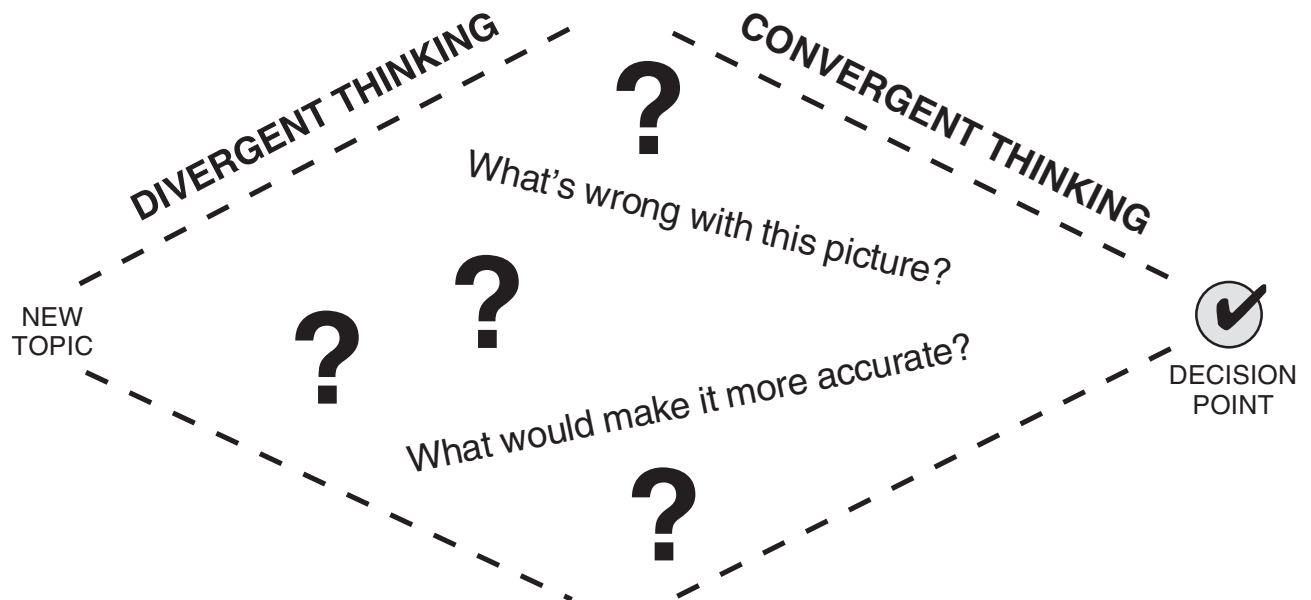 DIVERGENT THINKING
CONVERGENT THINKING
?
What's wrong with this picture?
?
?
NEW
TOPIC
What would make it more accurate?
DECISION
POINT
?